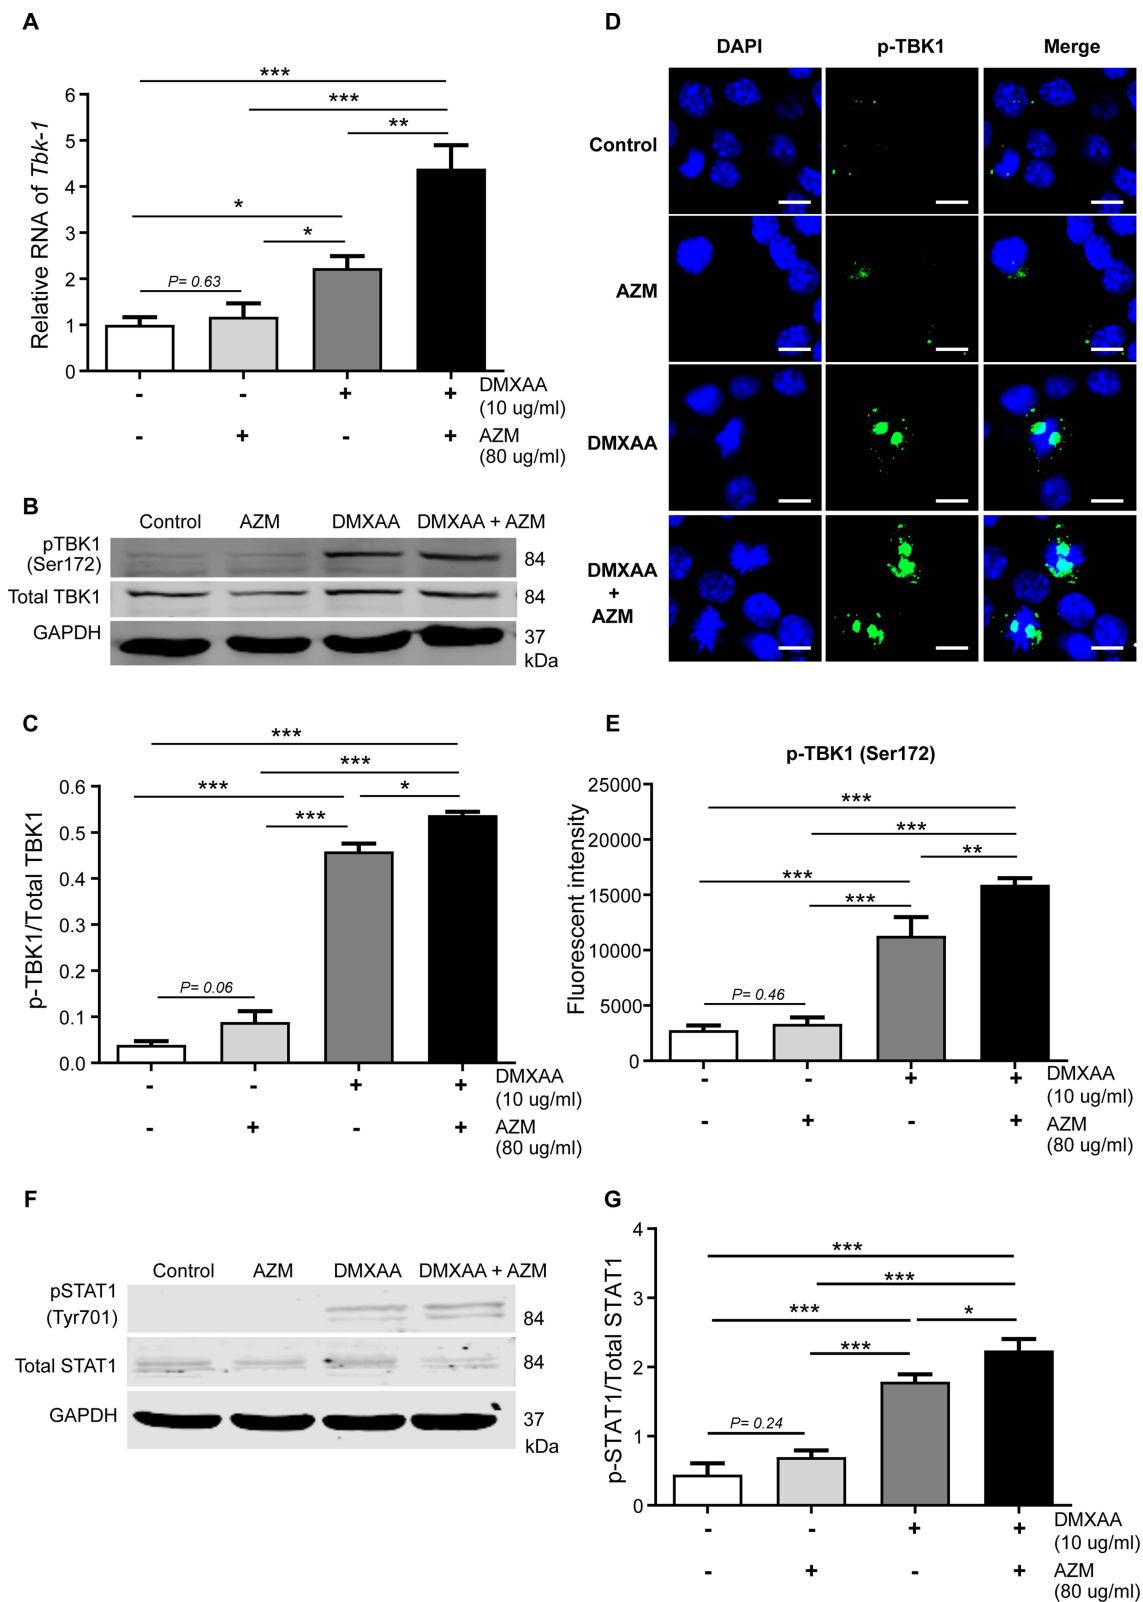 A
Relative RNA of Tbk-1
6
5
4
3
2
1
0
***
***
**
*
*
P= 0.63
- - + + DMXAA
(10 ug/ml)
- + - + AZM
(80 ug/ml)
B
Control AZM DMXAA DMXAA + AZM
pTBK1
(Ser172)
84
Total TBK1 84
GAPDH 37
kDa
C
p-TBK1/Total TBK1
0.6
0.5
0.4
0.3
0.2
0.1
0.0
***
***
***
*
***
P= 0.06
- - + + DMXAA
(10 ug/ml)
- + - + AZM
(80 ug/ml)
D
DAPI p-TBK1 Merge
Control
AZM
DMXAA
DMXAA
+
AZM
E
p-TBK1 (Ser172)
Fluorescent intensity
25000
20000
15000
10000
5000
0
***
***
**
***
***
P= 0.46
- - + + DMXAA
(10 ug/ml)
- + - + AZM
(80 ug/ml)
F
Control AZM DMXAA DMXAA + AZM
pSTAT1
(Tyr701) 84
Total STAT1 84
GAPDH 37
kDa
G
p-STAT1/Total STAT1
4
3
2
1
0
***
***
***
*
***
P= 0.24
- - + + DMXAA
(10 ug/ml)
- + - + AZM
(80 ug/ml)